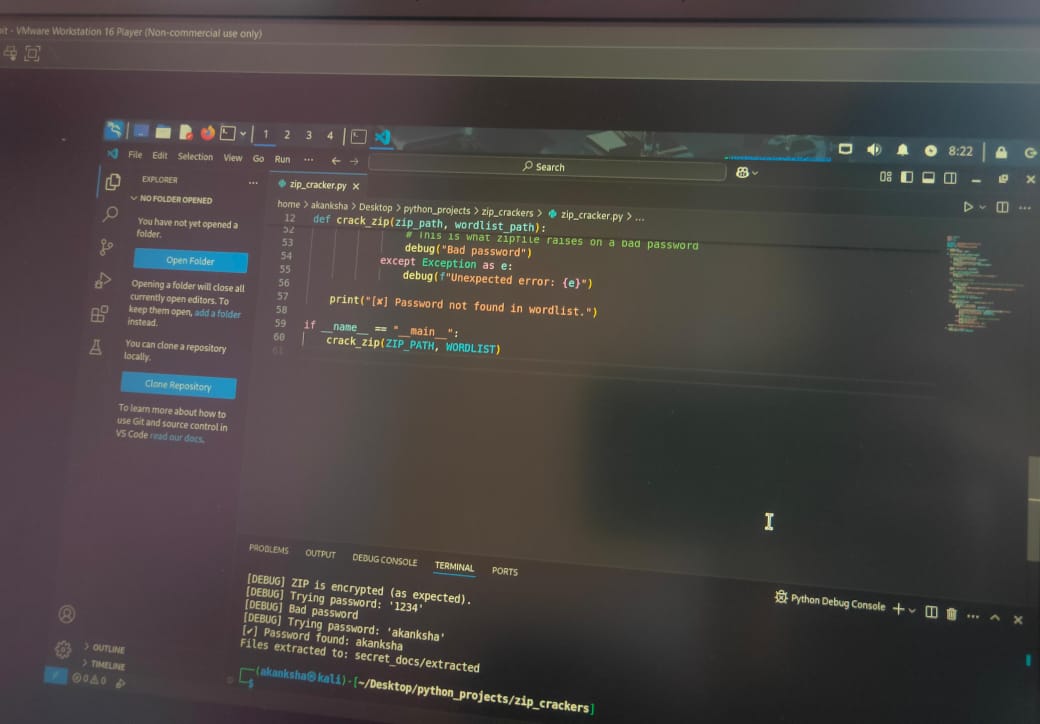 it - VMware Workstation 16 Player (Non-commercial use only)
1 2 3 4
8:22
File Edit Selection View Go Run ...
Search
EXPLORER ...
NO FOLDER OPENED
You have not yet opened a
folder.
Open Folder
Opening a folder will close all
currently open editors. To
keep them open, add a folder
instead.
You can clone a repository
locally.
Clone Repository
To learn more about how to
use Git and source control in
VS Code read our docs.
OUTLINE
TIMELINE
0 0
zip_cracker.py
home > akanksha > Desktop > python_projects > zip_crackers > zip_cracker.py > ...
12 def crack_zip(zip_path, wordlist_path):
52 # This is what zipfile raises on a bad password
53 debug("Bad password")
54 except Exception as e:
55 debug(f"Unexpected error: {e}")
56
57 print("[✘] Password not found in wordlist.")
58
59 if __name__ == "__main__":
60 crack_zip(ZIP_PATH, WORDLIST)
61
PROBLEMS OUTPUT DEBUG CONSOLE TERMINAL PORTS
Python Debug Console
[DEBUG] ZIP is encrypted (as expected).
[DEBUG] Trying password: '1234'
[DEBUG] Bad password
[DEBUG] Trying password: 'akanksha'
[✔] Password found: akanksha
Files extracted to: secret_docs/extracted
┌──(akanksha㉿kali)-[~/Desktop/python_projects/zip_crackers]
└─$